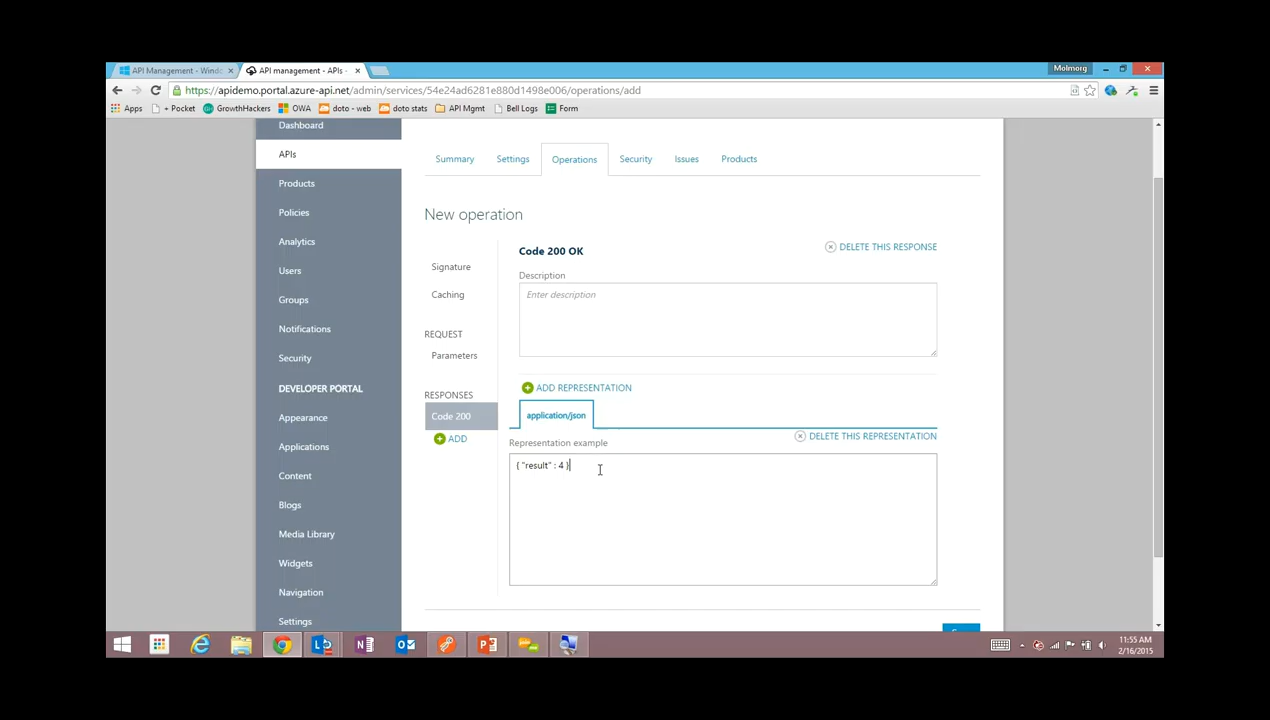 Molmorg
API Management - Windo
API management - APIs -
https://apidemo.portal.azure-api.net/admin/services/54e24ad6281e880d1498e006/operations/add
Apps
+ Pocket
GrowthHackers
OWA
doto - web
doto stats
API Mgmt
Bell Logs
Form
Dashboard
APIs
Products
Policies
Analytics
Users
Groups
Notifications
Security
DEVELOPER PORTAL
Appearance
Applications
Content
Blogs
Media Library
Widgets
Navigation
Settings
Summary
Settings
Operations
Security
Issues
Products
New operation
Signature
Caching
REQUEST
Parameters
RESPONSES
Code 200
ADD
Code 200 OK
DELETE THIS RESPONSE
Description
Enter description
ADD REPRESENTATION
application/json
DELETE THIS REPRESENTATION
Representation example
{ "result" : 4 }
11:55 AM
2/16/2015